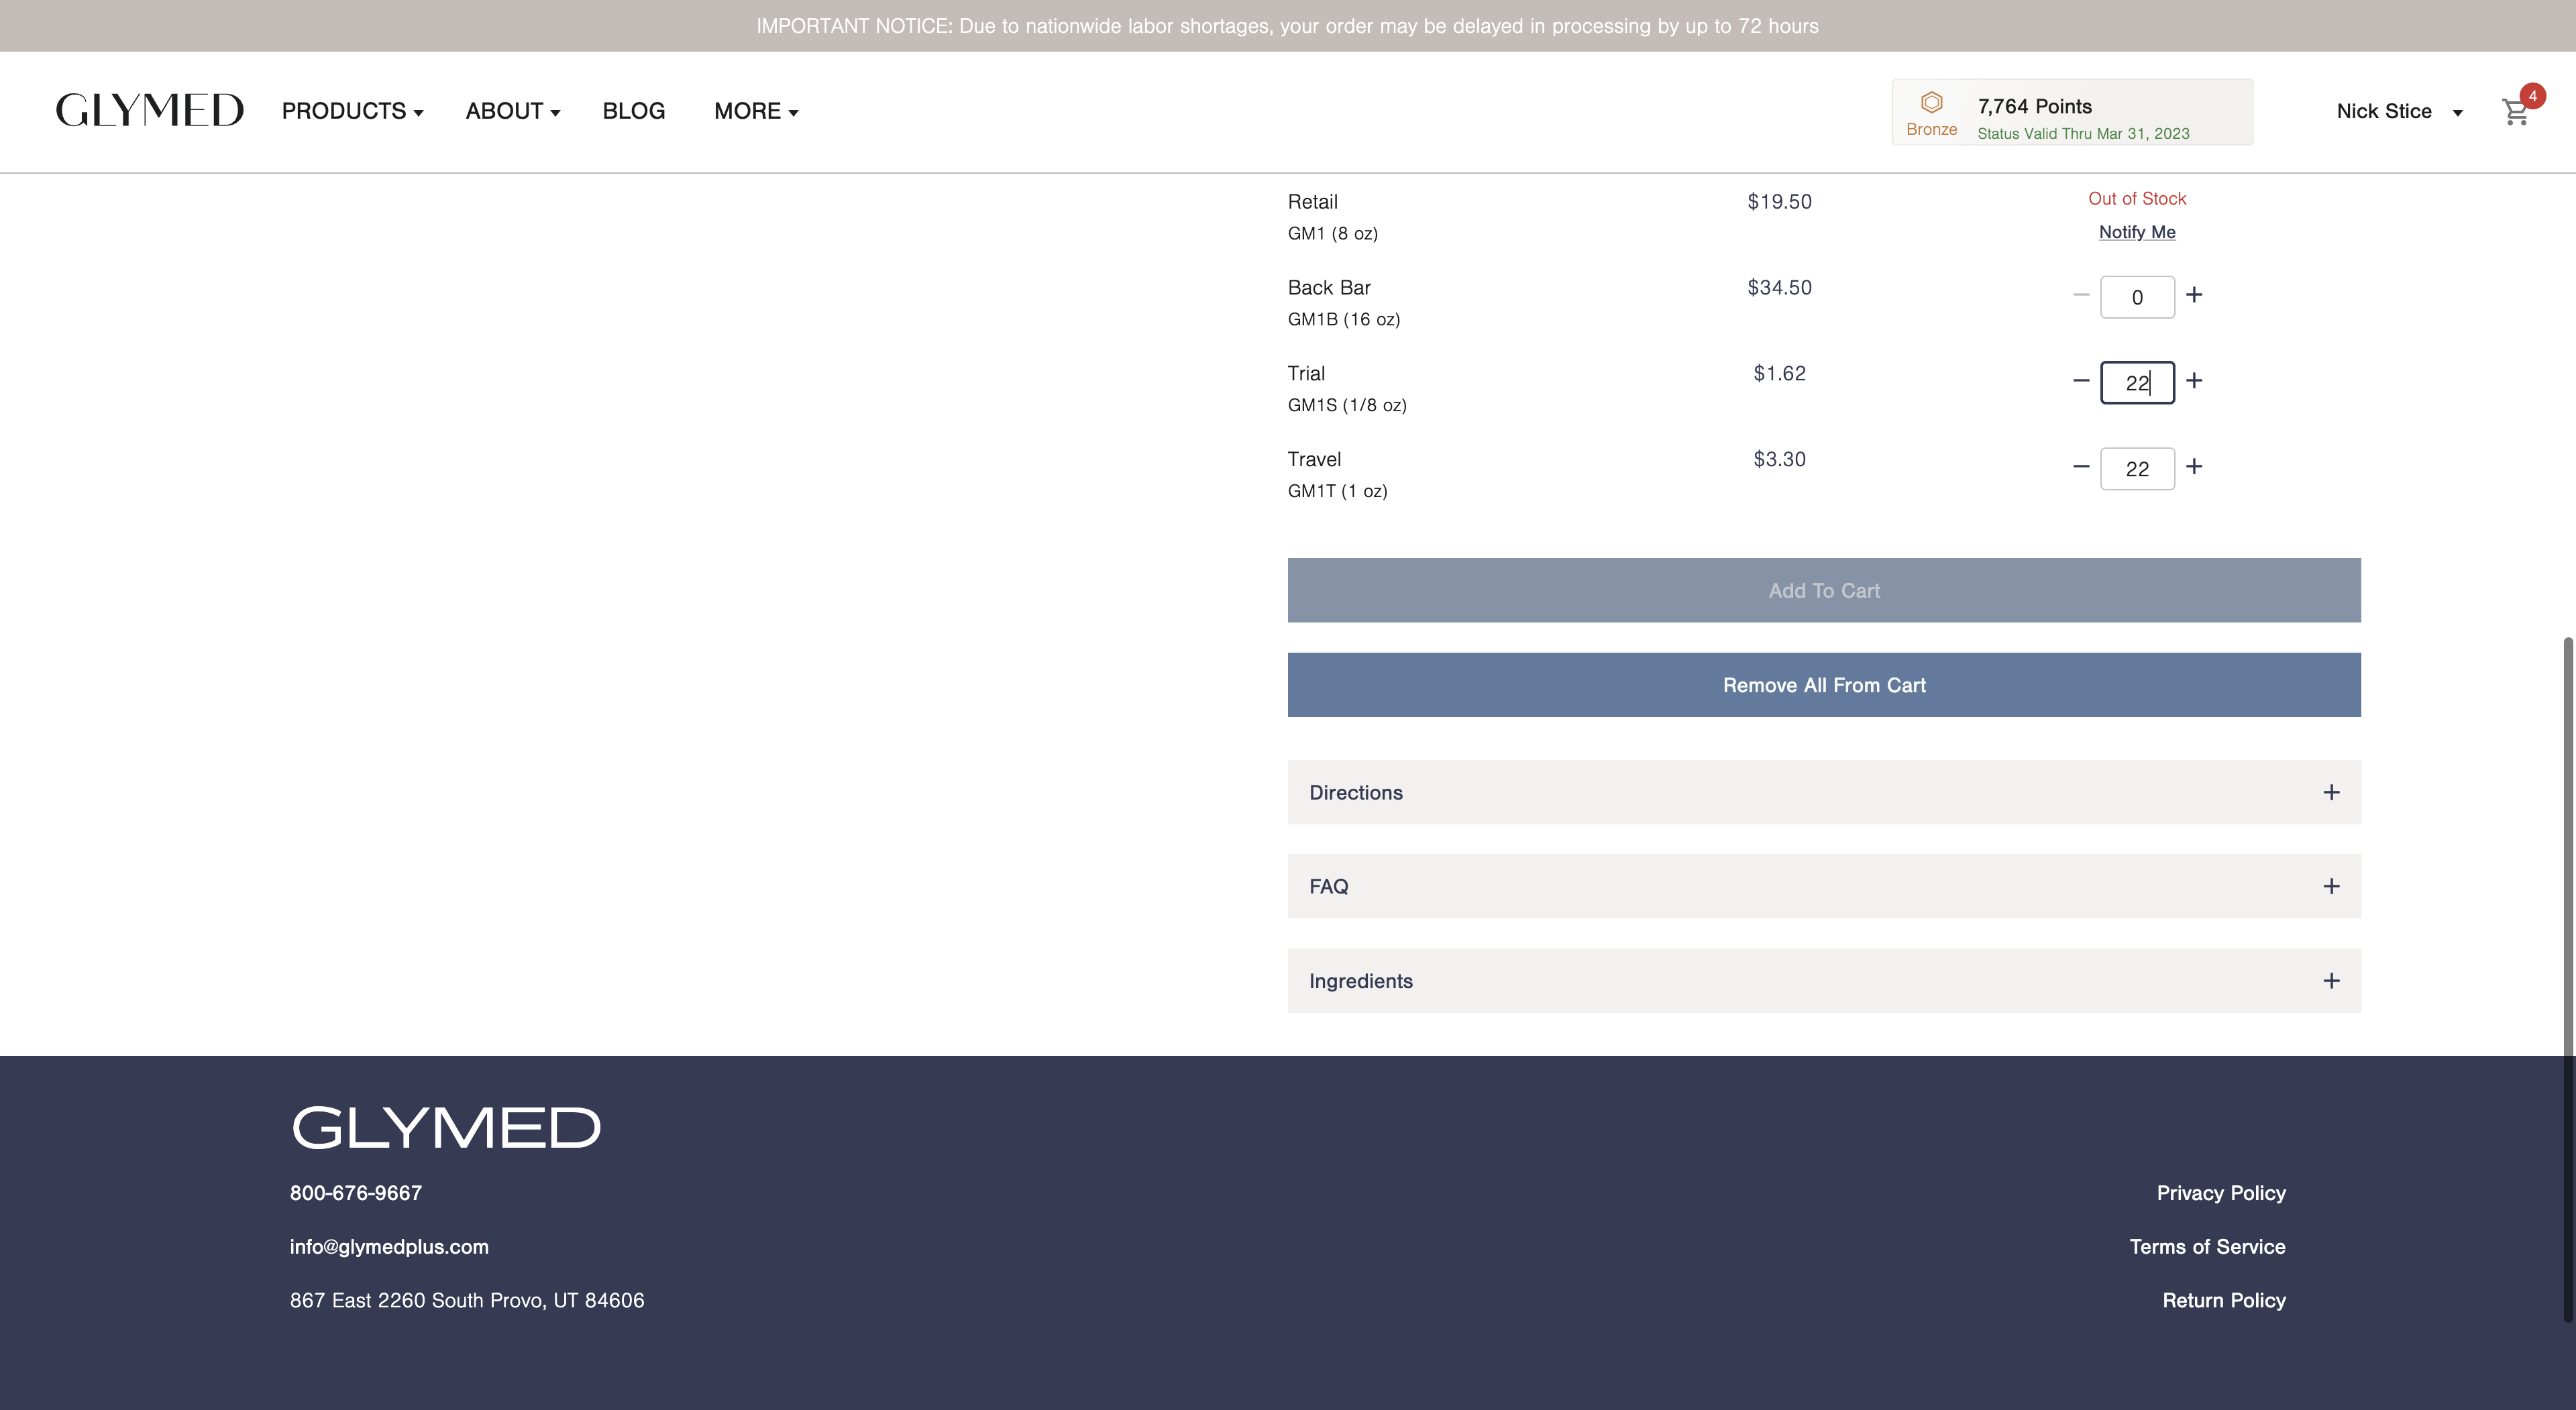 IMPORTANT NOTICE: Due to nationwide labor shortages, your order may be delayed in processing by up to 72 hours
GLYMED PRODUCTS ABOUT BLOG MORE
Bronze
7,764 Points
Status Valid Thru Mar 31, 2023
Nick Stice
4
Retail $19.50 Out of Stock
GM1 (8 oz) Notify Me
Back Bar $34.50 − 0 +
GM1B (16 oz)
Trial $1.62 − 22 +
GM1S (1/8 oz)
Travel $3.30 − 22 +
GM1T (1 oz)
Add To Cart
Remove All From Cart
Directions +
FAQ +
Ingredients +
GLYMED
800-676-9667 Privacy Policy
info@glymedplus.com Terms of Service
867 East 2260 South Provo, UT 84606 Return Policy